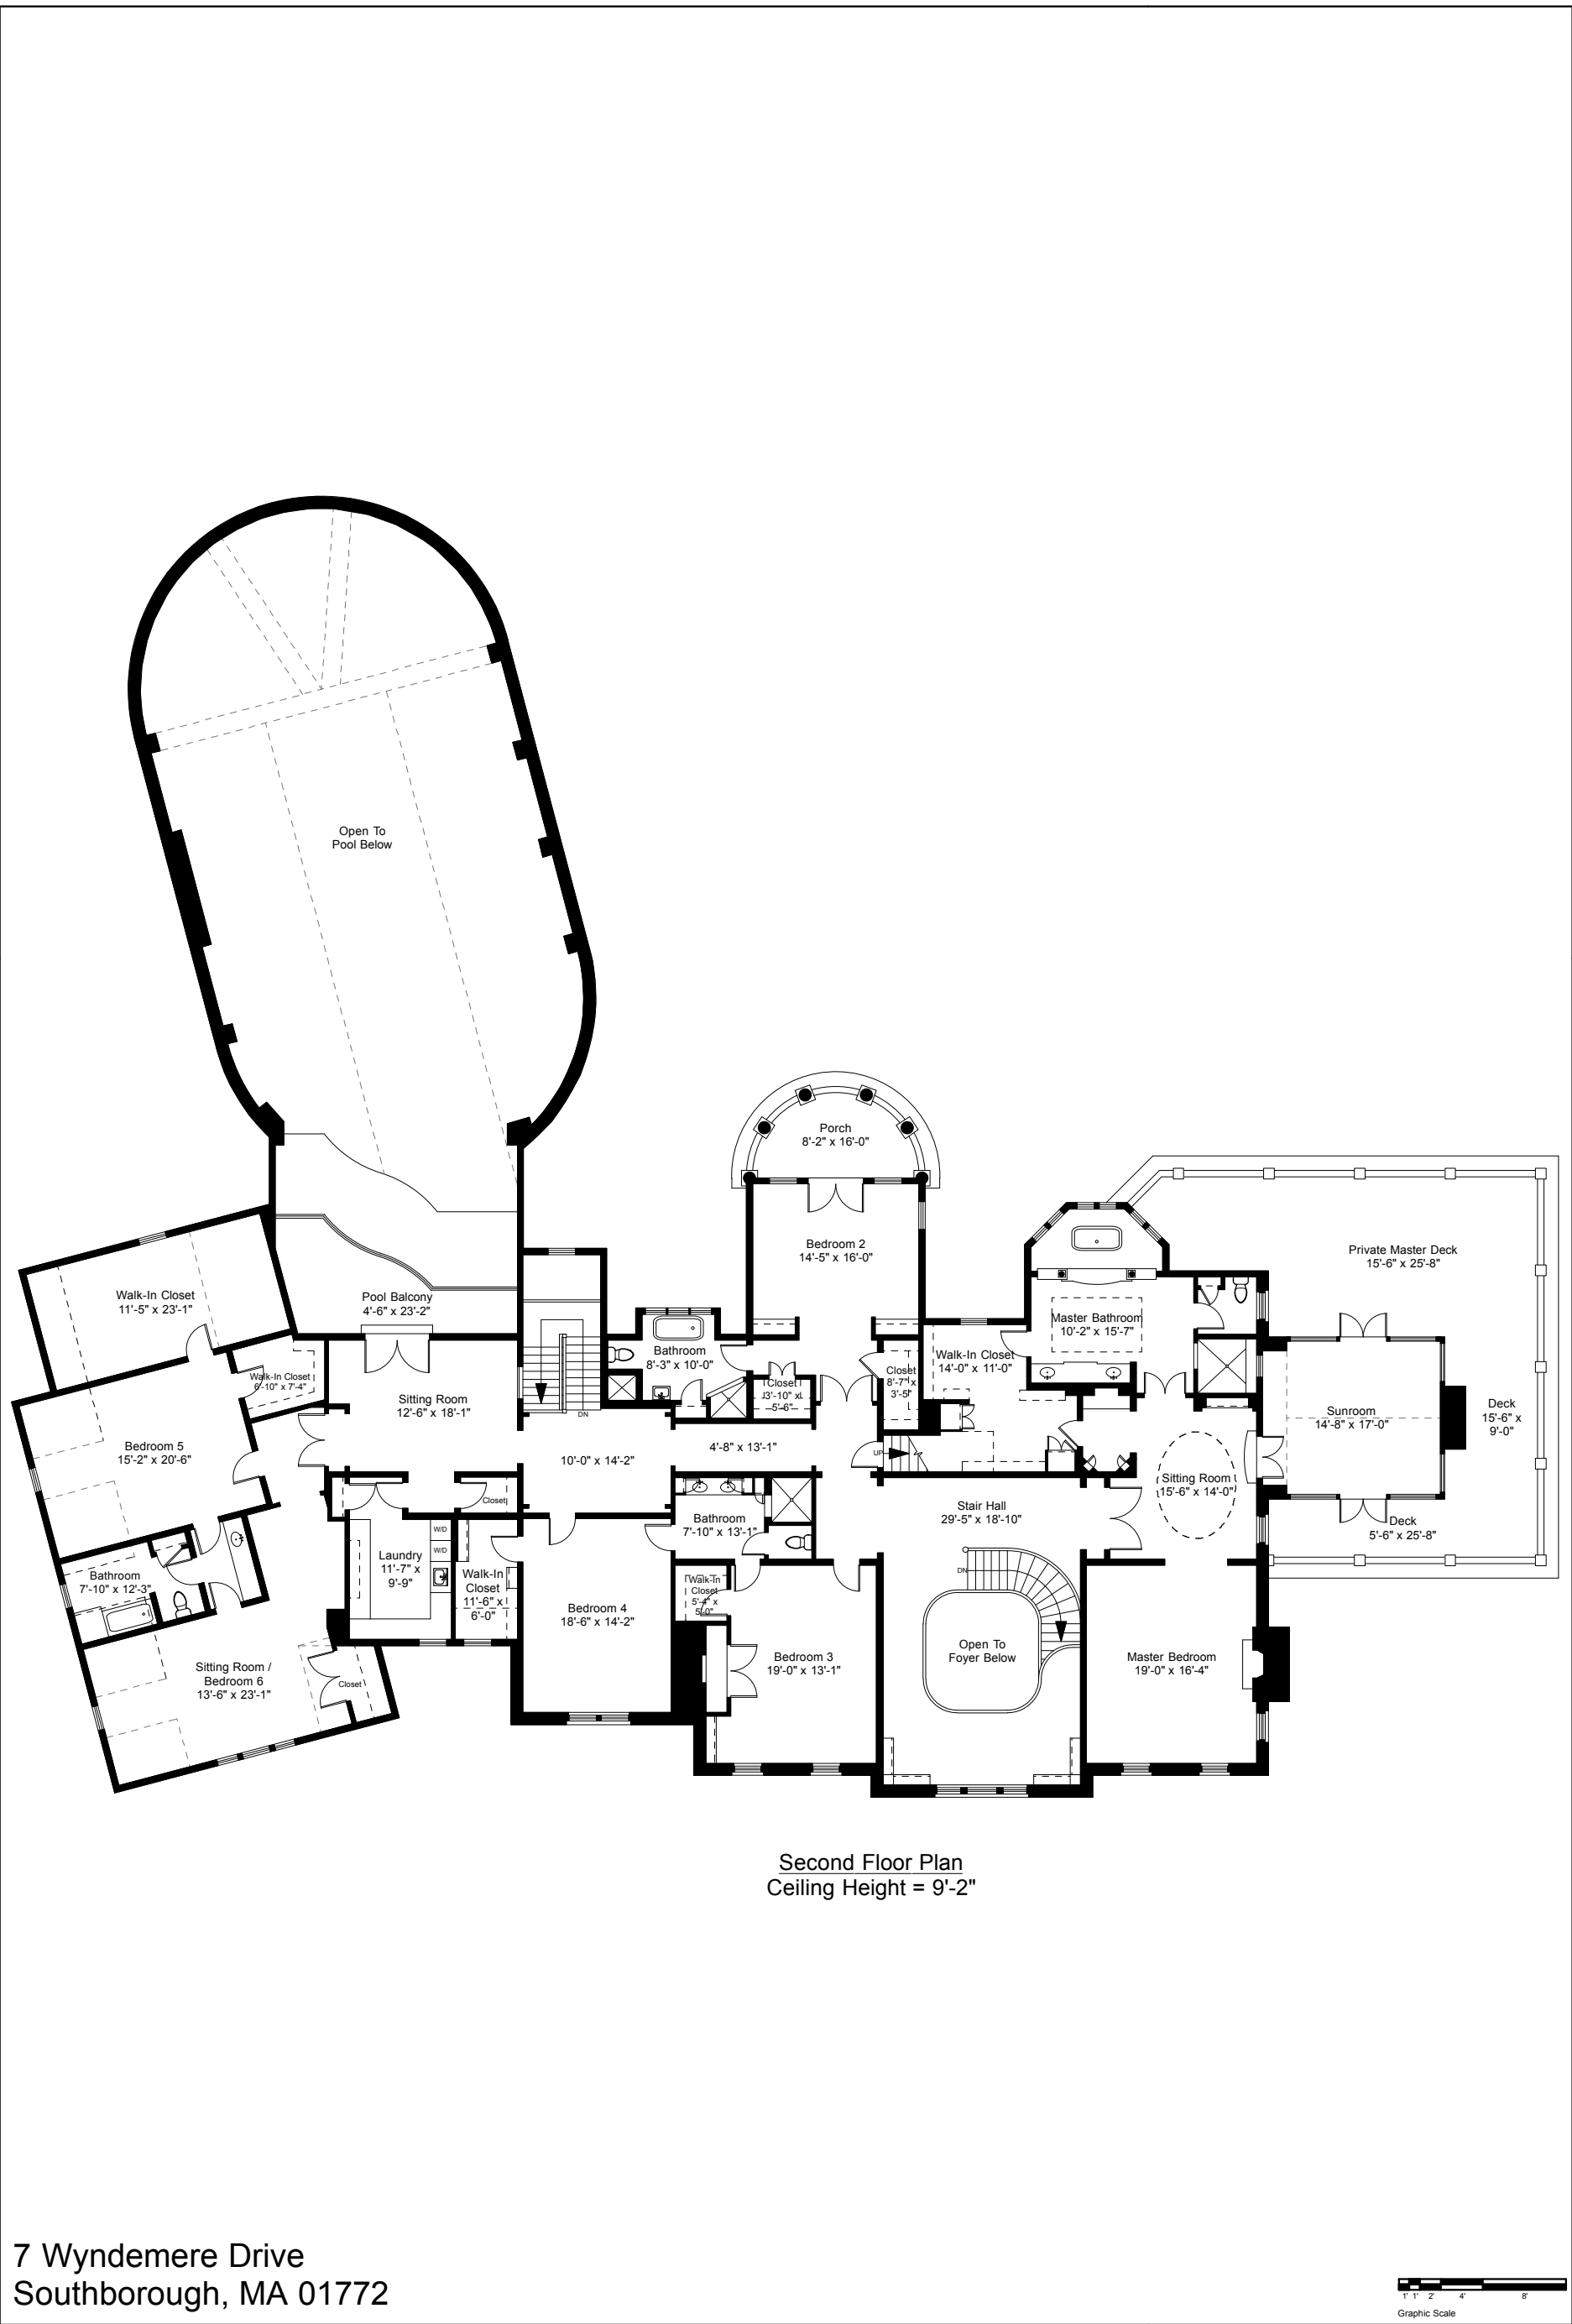 Open To
Pool Below
Porch
8'-2" x 16'-0"
Bedroom 2
14'-5" x 16'-0"
Private Master Deck
15'-6" x 25'-8"
Walk-In Closet
11'-5" x 23'-1"
Pool Balcony
4'-6" x 23'-2"
Master Bathroom
10'-2" x 15'-7"
Bathroom
8'-3" x 10'-0"
Walk-In Closet
14'-0" x 11'-0"
Closet
8'-7" x
3'-5"
Walk-In Closet
6'-10" x 7'-4"
Closet
3'-10" x
5'-6"
Sitting Room
12'-6" x 18'-1"
DN
Sunroom
14'-8" x 17'-0"
Deck
15'-6" x
9'-0"
Bedroom 5
15'-2" x 20'-6"
10'-0" x 14'-2"
4'-8" x 13'-1"
UP
Sitting Room
15'-6" x 14'-0"
Closet
Stair Hall
29'-5" x 18'-10"
Deck
5'-6" x 25'-8"
Bathroom
7'-10" x 13'-1"
W/D
W/D
Laundry
11'-7" x
9'-9"
Walk-In
Closet
11'-6" x
6'-0"
Bathroom
7'-10" x 12'-3"
DN
Walk-In
Closet
5'-4" x
5'-0"
Bedroom 4
18'-6" x 14'-2"
Open To
Foyer Below
Bedroom 3
19'-0" x 13'-1"
Master Bedroom
19'-0" x 16'-4"
Sitting Room /
Bedroom 6
13'-6" x 23'-1"
Closet
Second Floor Plan
Ceiling Height = 9'-2"
7 Wyndemere Drive
Southborough, MA 01772
1' 1' 2' 4' 8'
Graphic Scale